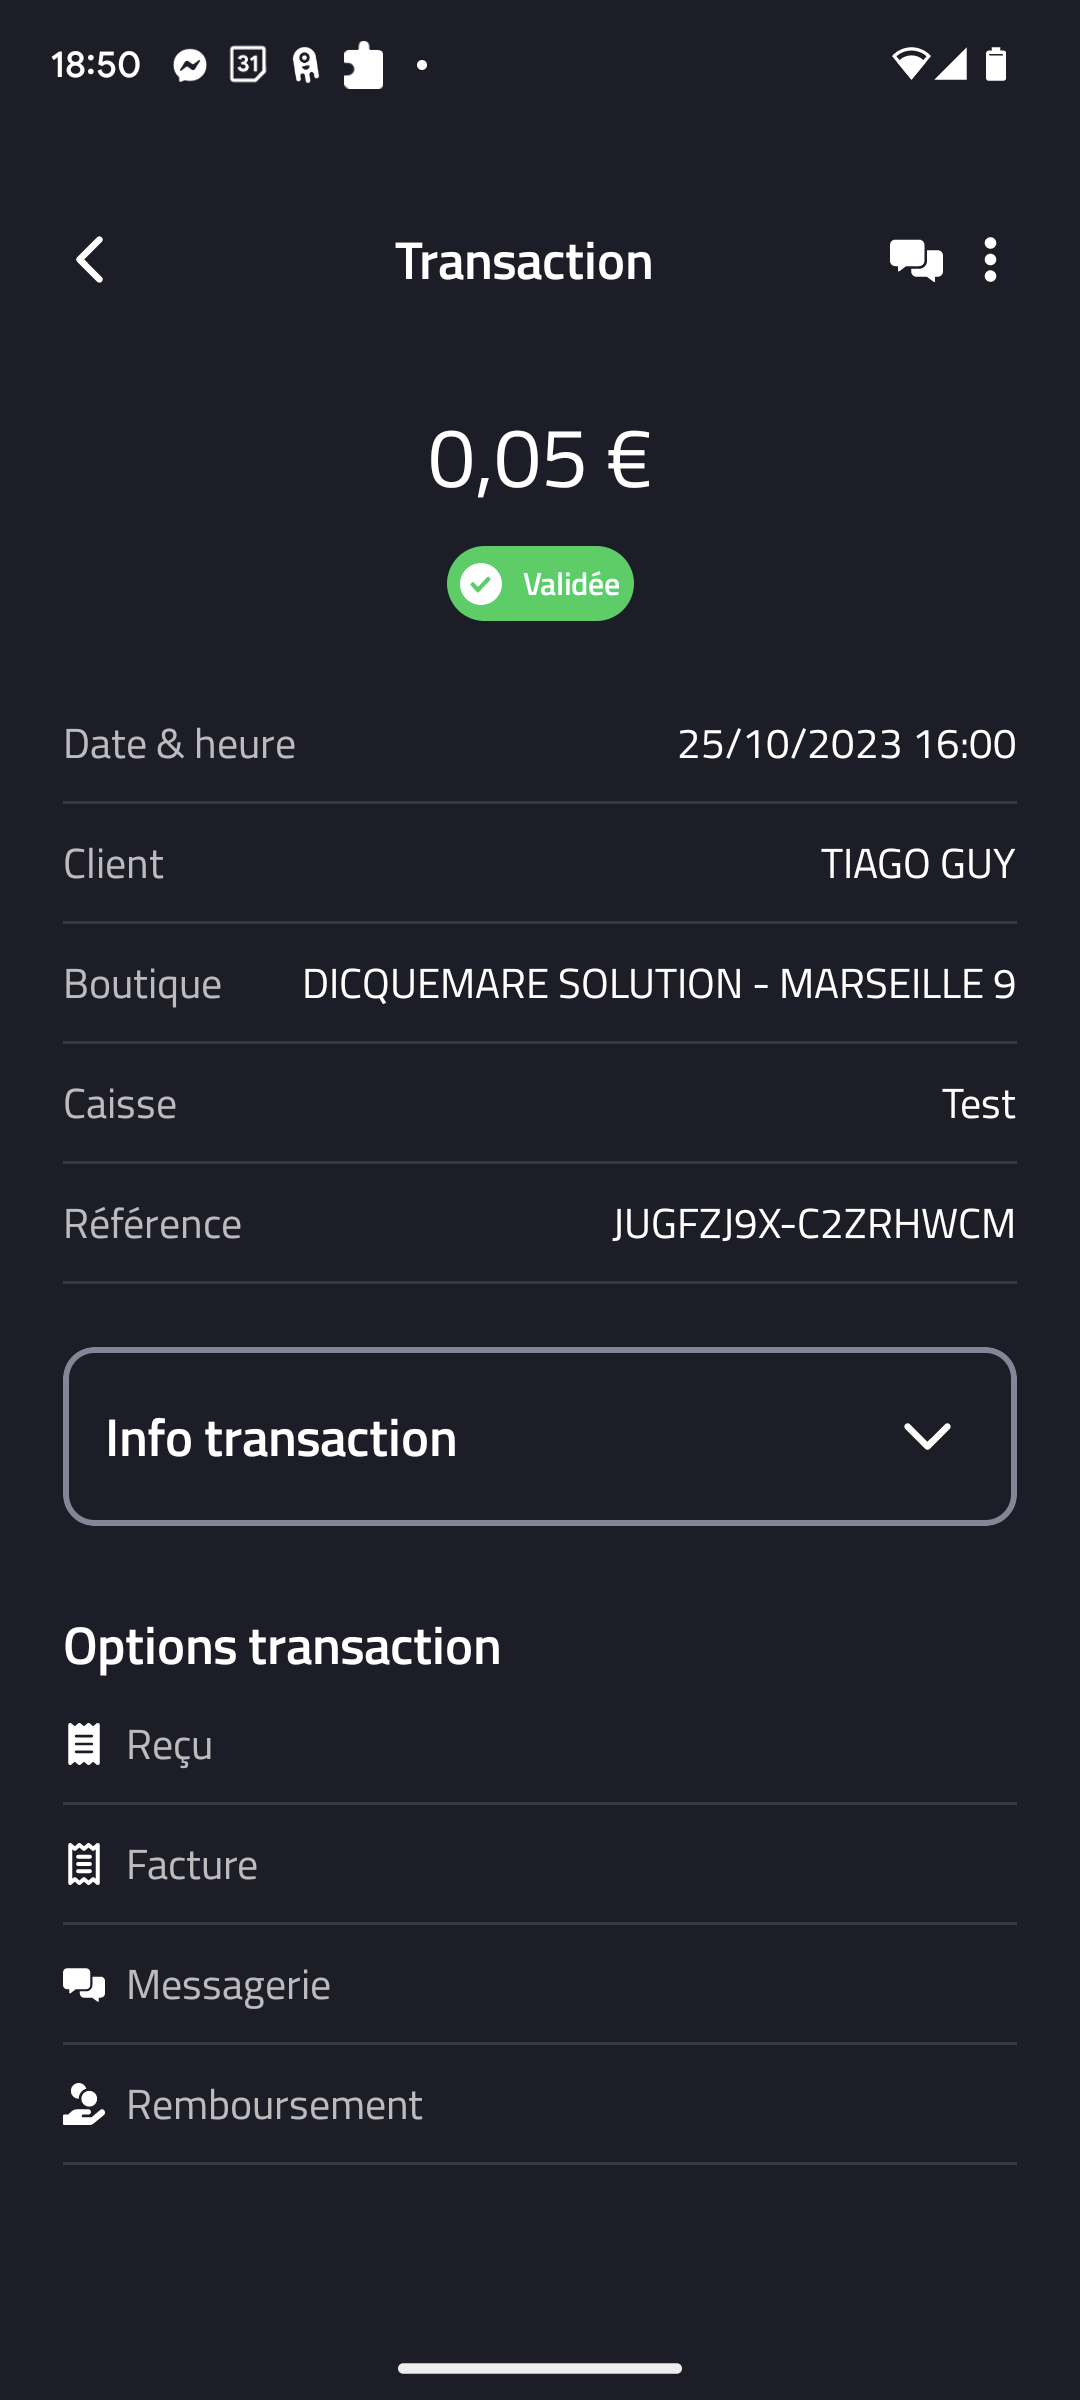 18:50
31
Transaction
0,05 €
Validée
Date & heure 25/10/2023 16:00
Client TIAGO GUY
Boutique DICQUEMARE SOLUTION - MARSEILLE 9
Caisse Test
Référence JUGFZJ9X-C2ZRHWCM
Info transaction
Options transaction
Reçu
Facture
Messagerie
Remboursement